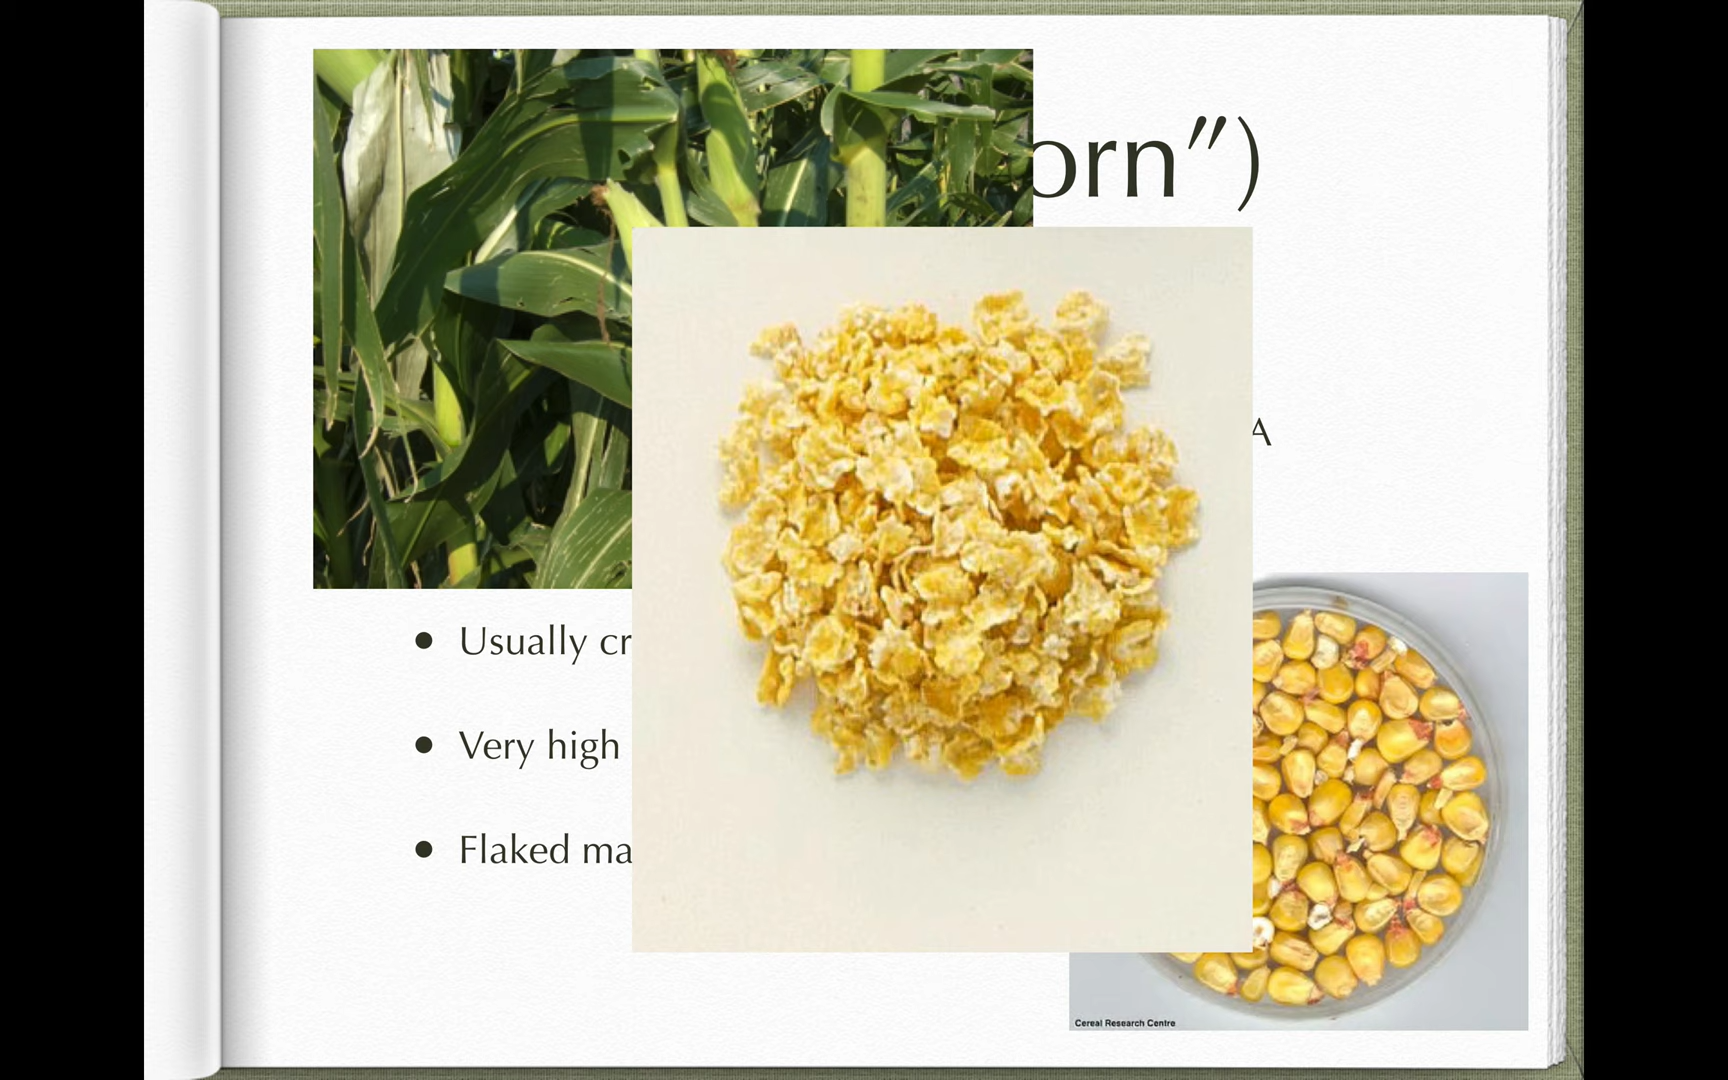 orn”)
A
Usually cr
Very high
Flaked ma
Cereal Research Centre